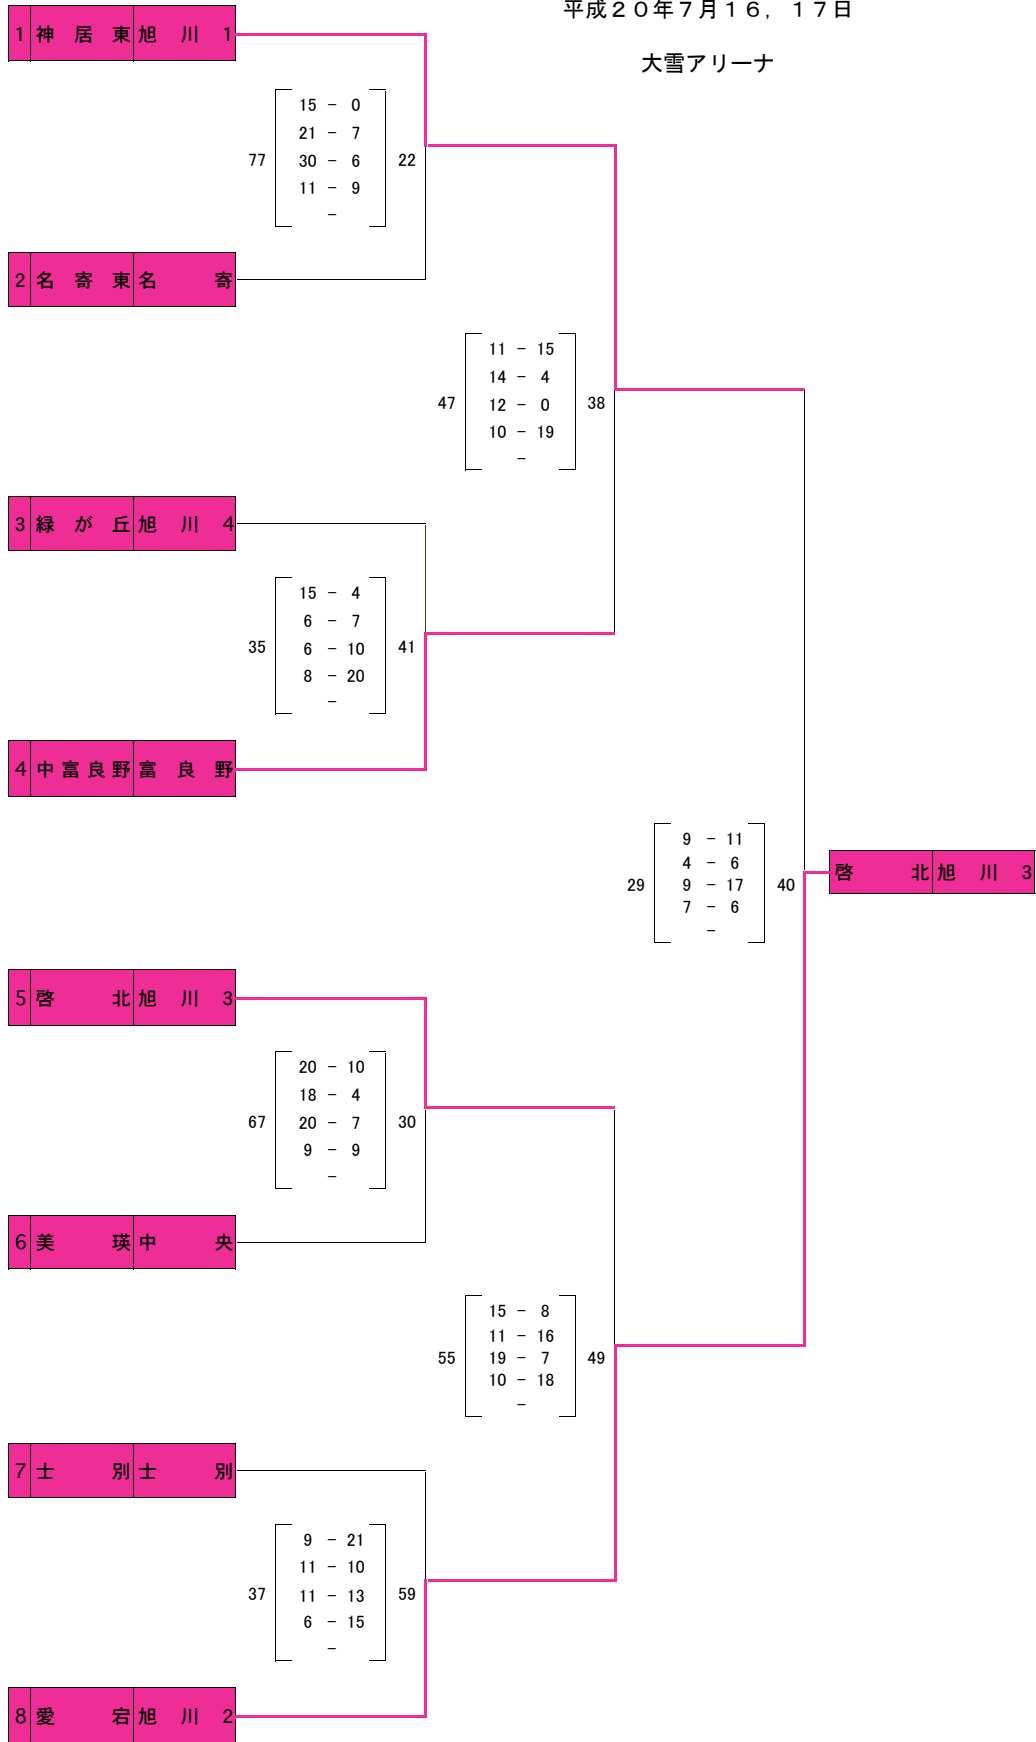 平成２０年７月１６，１７日
大雪アリーナ
1 神居東 旭川1
15 － 0
21 － 7
77 30 － 6 22
11 － 9
－
2 名寄東 名寄
11 － 15
14 － 4
47 12 － 0 38
10 － 19
－
3 緑が丘 旭川4
15 － 4
6 － 7
35 6 － 10 41
8 － 20
－
4 中富良野 富良野
9 － 11
4 － 6
29 9 － 17 40
7 － 6
－
啓北 旭川3
5 啓北 旭川3
20 － 10
18 － 4
67 20 － 7 30
9 － 9
－
6 美瑛 中央
15 － 8
11 － 16
55 19 － 7 49
10 － 18
－
7 士別 士別
9 － 21
11 － 10
37 11 － 13 59
6 － 15
－
8 愛宕 旭川2